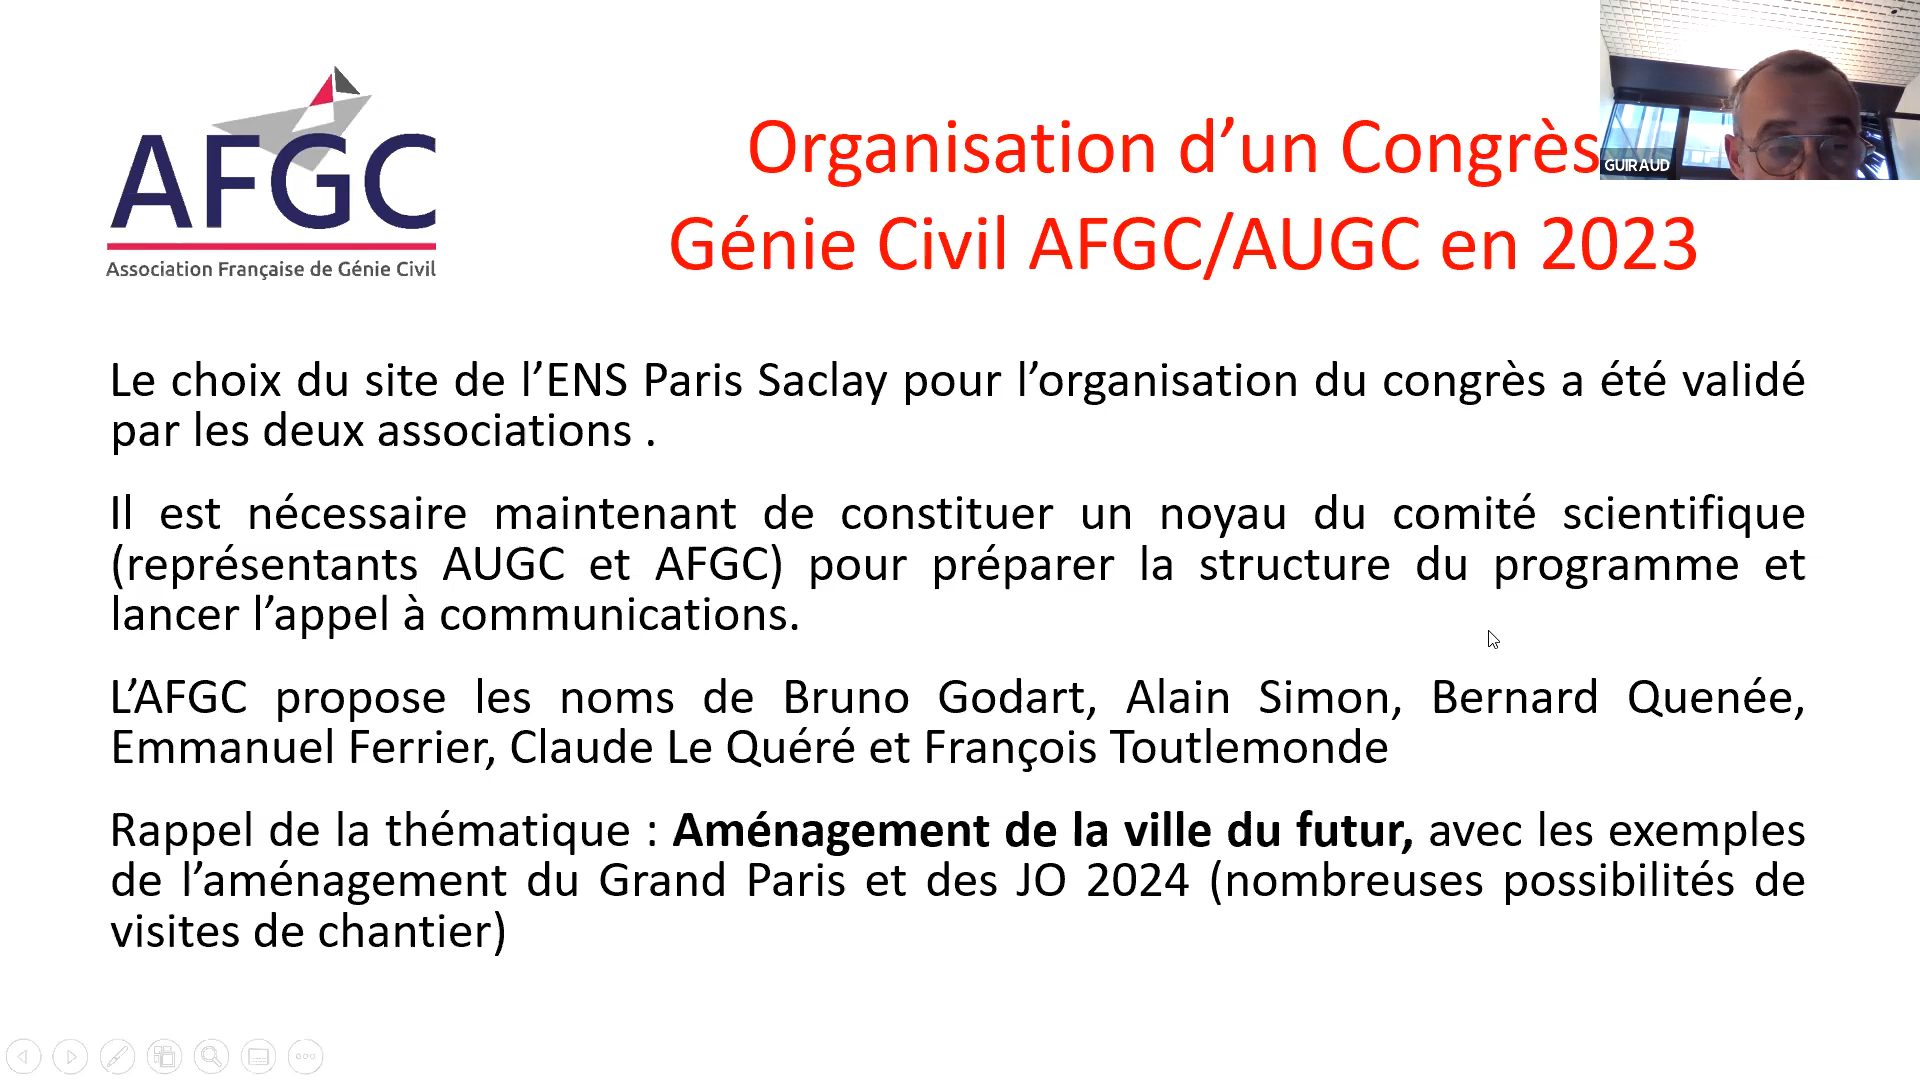 AFGC
Association Française de Génie Civil
Organisation d’un Congrès
Génie Civil AFGC/AUGC en 2023
GUIRAUD
Le choix du site de l’ENS Paris Saclay pour l’organisation du congrès a été validé
par les deux associations .
Il est nécessaire maintenant de constituer un noyau du comité scientifique
(représentants AUGC et AFGC) pour préparer la structure du programme et
lancer l’appel à communications.
L’AFGC propose les noms de Bruno Godart, Alain Simon, Bernard Quenée,
Emmanuel Ferrier, Claude Le Quéré et François Toutlemonde
Rappel de la thématique : Aménagement de la ville du futur, avec les exemples
de l’aménagement du Grand Paris et des JO 2024 (nombreuses possibilités de
visites de chantier)